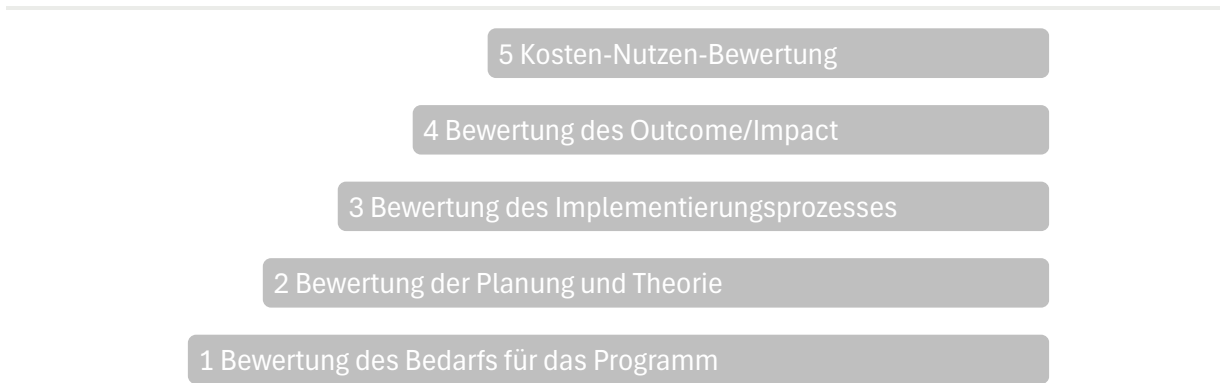 5 Kosten-Nutzen-Bewertung
4 Bewertung des Outcome/Impact
3 Bewertung des Implementierungsprozesses
2 Bewertung der Planung und Theorie
1 Bewertung des Bedarfs für das Programm